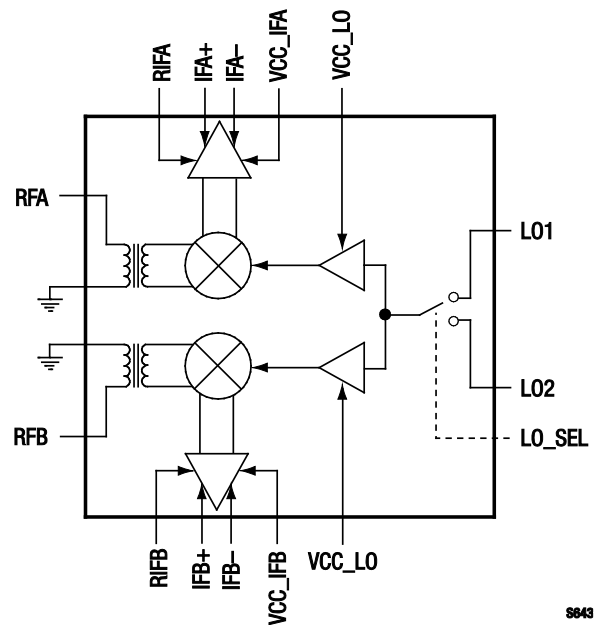 RIFA
IFA+
IFA–
VCC_IFA
VCC_LO
RFA
LO1
LO2
RFB
LO_SEL
RIFB
IFB+
IFB–
VCC_IFB
VCC_LO
S643